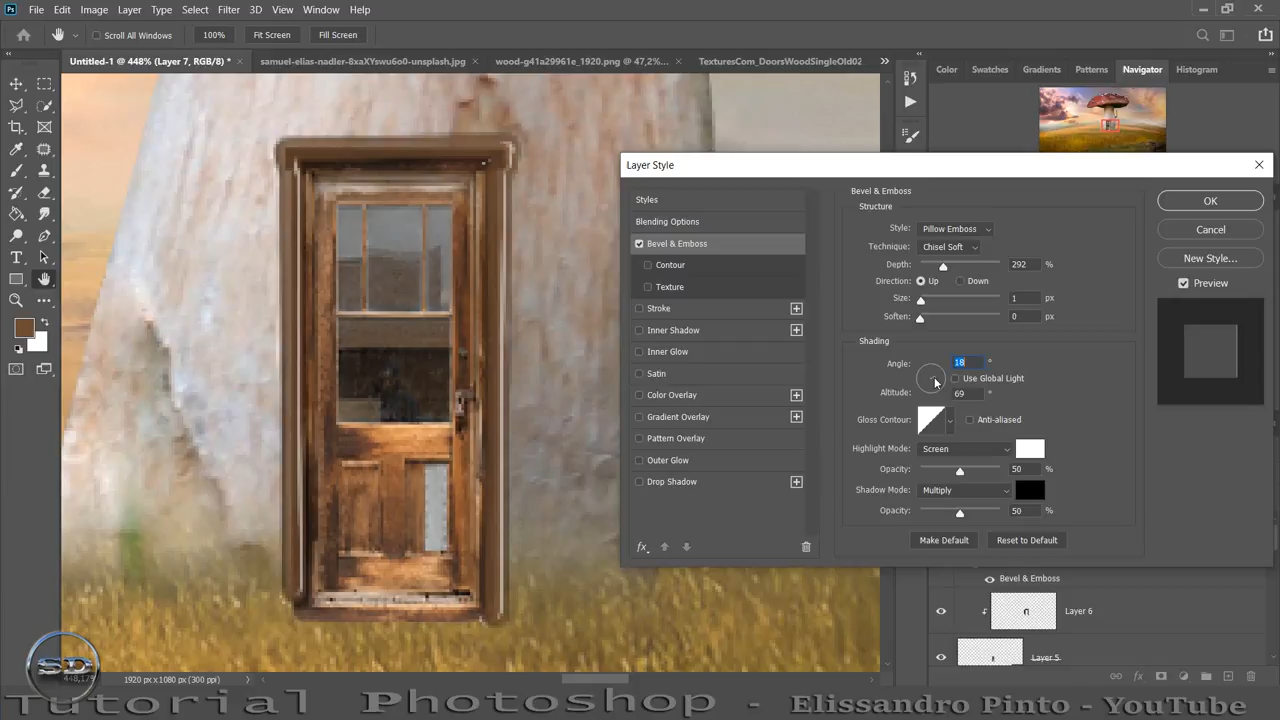 Ps File Edit Image Layer Type Select Filter 3D View Window Help
Scroll All Windows 100% Fit Screen Fill Screen
Untitled-1 @ 448% (Layer 7, RGB/8) * × samuel-elias-nadler-8xaXYswu6o0-unsplash.jpg × wood-g41a29961e_1920.png @ 47,2%... × TexturesCom_DoorsWoodSingleOld02
Color Swatches Gradients Patterns Navigator Histogram
Layer Style
Styles
Blending Options
Bevel & Emboss
Contour
Texture
Stroke
Inner Shadow
Inner Glow
Satin
Color Overlay
Gradient Overlay
Pattern Overlay
Outer Glow
Drop Shadow
fx
Bevel & Emboss
Structure
Style: Pillow Emboss
Technique: Chisel Soft
Depth: 292 %
Direction: Up Down
Size: 1 px
Soften: 0 px
Shading
Angle: 18 °
Use Global Light
Altitude: 69 °
Gloss Contour: Anti-aliased
Highlight Mode: Screen
Opacity: 50 %
Shadow Mode: Multiply
Opacity: 50 %
Make Default Reset to Default
OK
Cancel
New Style...
Preview
Bevel & Emboss
Layer 6
Layer 5
fx
SD
1920 px x 1080 px (300 ppi)
Tutorial Photoshop - Elissandro Pinto - YouTube